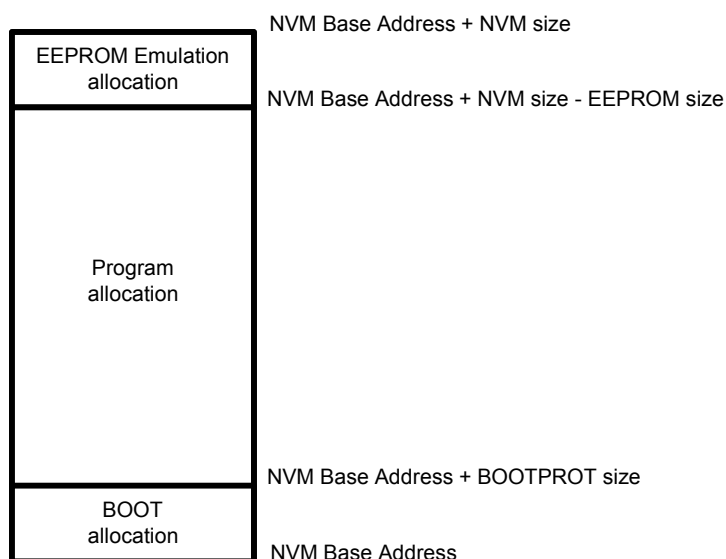 NVM Base Address + NVM size
EEPROM Emulation
allocation
NVM Base Address + NVM size - EEPROM size
Program
allocation
NVM Base Address + BOOTPROT size
BOOT
allocation
NVM Base Address